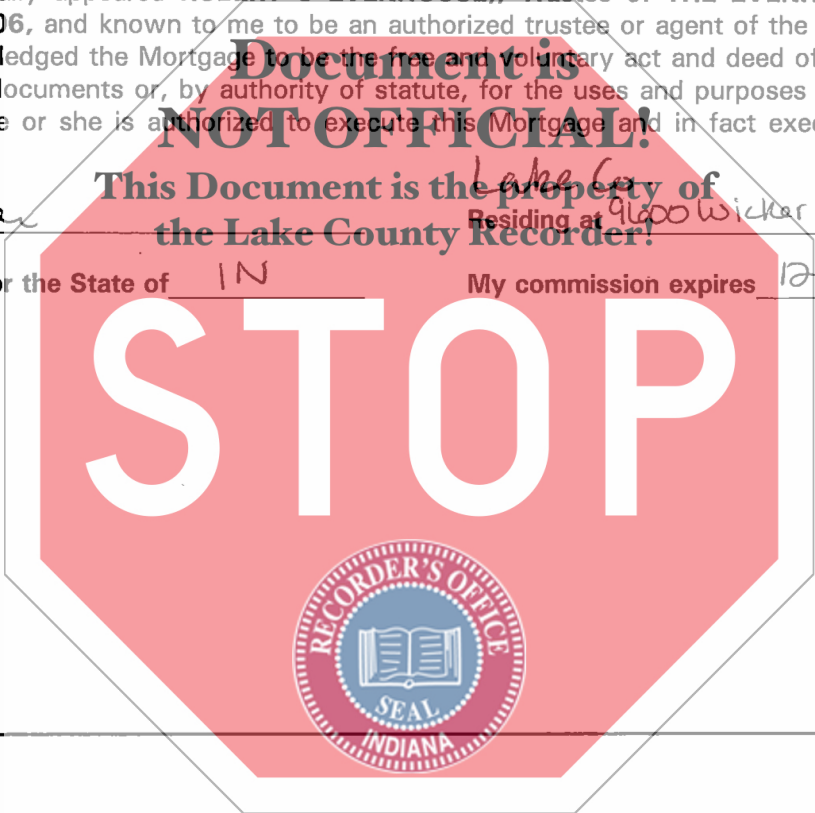 06, and known to me to be an authorized trustee or agent of the
ledged the Mortgage to be the free and voluntary act and deed of
ocuments or, by authority of statute, for the uses and purposes
e or she is authorized to execute this Mortgage and in fact exec
Document is
NOT OFFICIAL!
This Document is the property of
the Lake County Recorder!
Lake Co.
Residing at 9600 Wicker
r the State of IN My commission expires 12
STOP
RECORDER'S OFFICE
SEAL
INDIANA